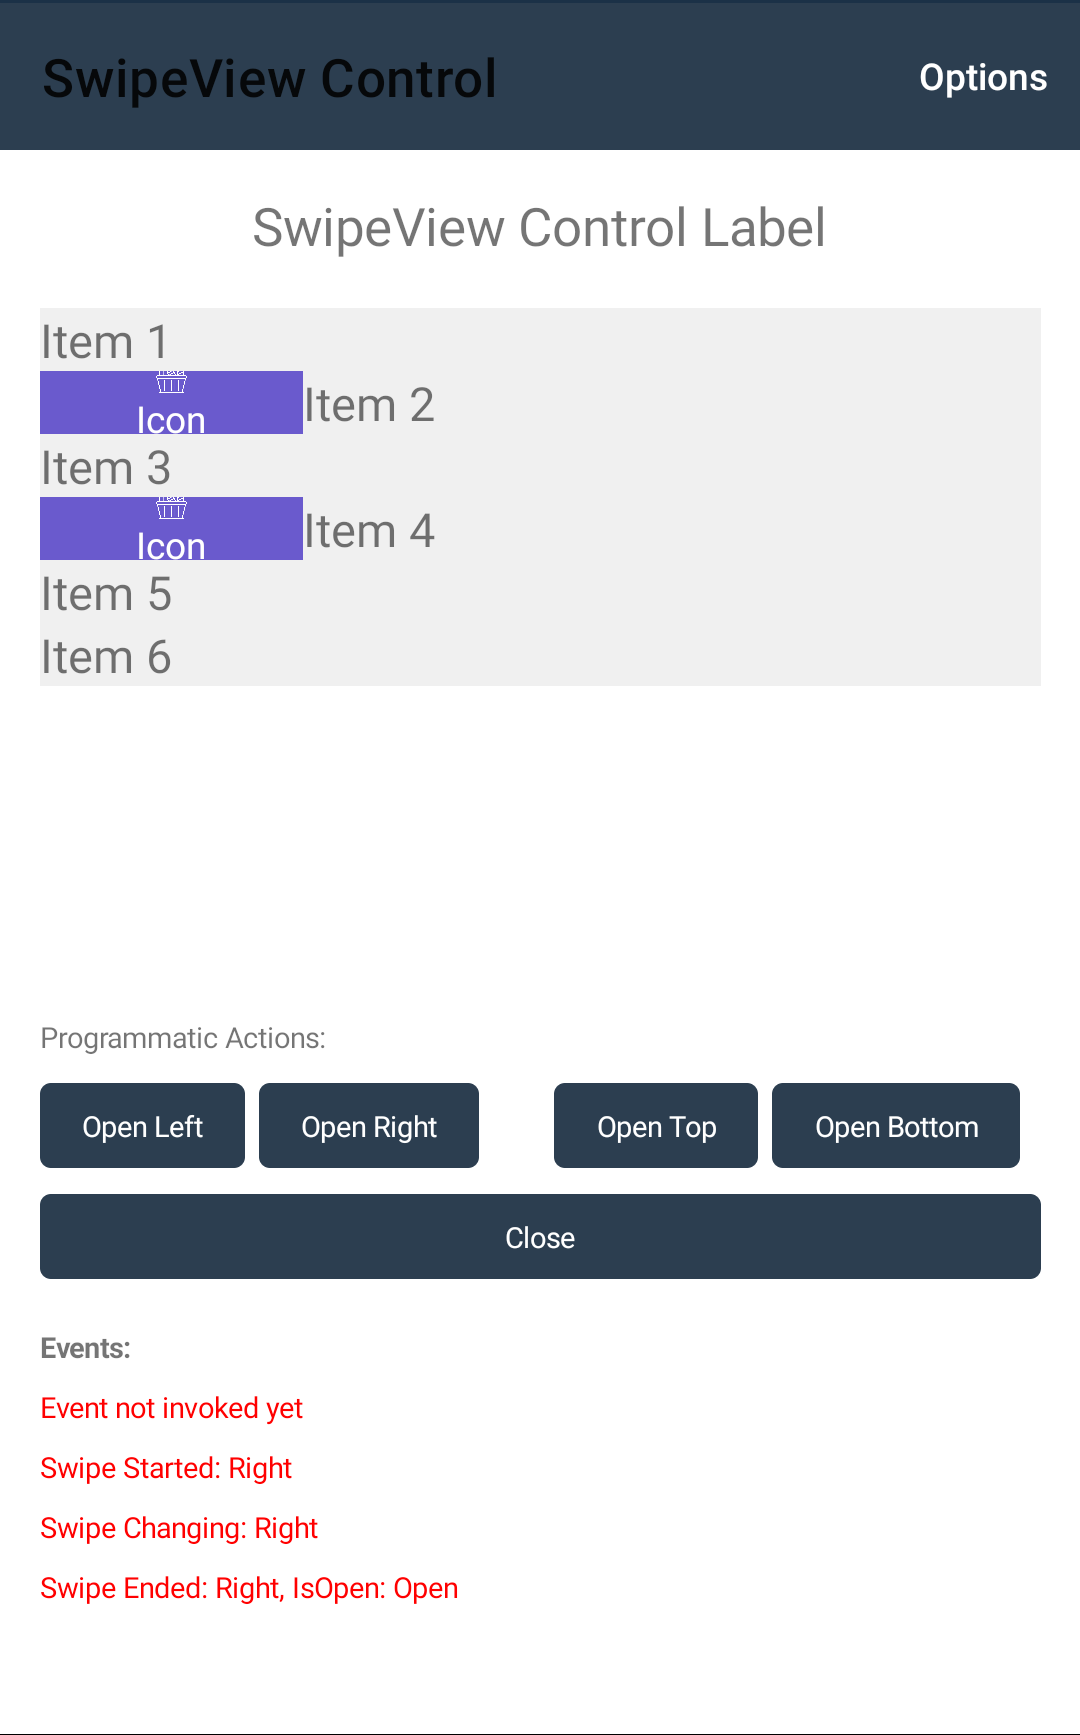 SwipeView Control
Options
SwipeView Control Label
Item 1
Icon
Item 2
Item 3
Icon
Item 4
Item 5
Item 6
Programmatic Actions:
Open Left
Open Right
Open Top
Open Bottom
Close
Events:
Event not invoked yet
Swipe Started: Right
Swipe Changing: Right
Swipe Ended: Right, IsOpen: Open